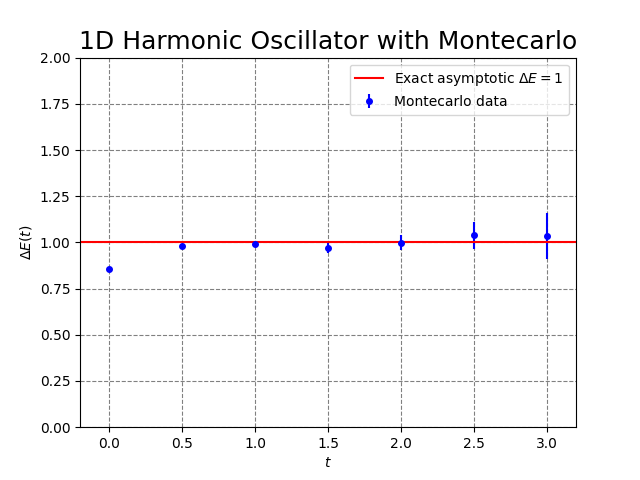 1D Harmonic Oscillator with Montecarlo
Exact asymptotic ΔE = 1
Montecarlo data
ΔE(t)
2.00
1.75
1.50
1.25
1.00
0.75
0.50
0.25
0.00
0.0 0.5 1.0 1.5 2.0 2.5 3.0
t